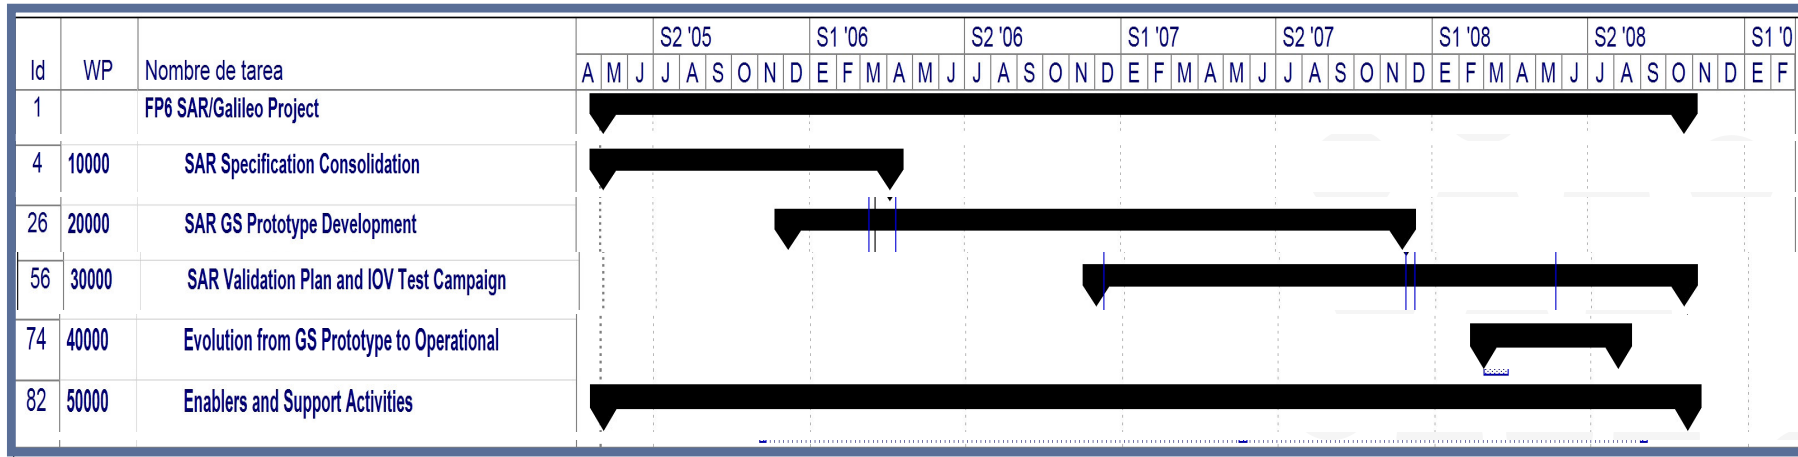 S2 '05 S1 '06 S2 '06 S1 '07 S2 '07 S1 '08 S2 '08 S1 '0
Id WP Nombre de tarea A M J J A S O N D E F M A M J J A S O N D E F M A M J J A S O N D E F M A M J J A S O N D E F
1 FP6 SAR/Galileo Project
4 10000 SAR Specification Consolidation
26 20000 SAR GS Prototype Development
56 30000 SAR Validation Plan and IOV Test Campaign
74 40000 Evolution from GS Prototype to Operational
82 50000 Enablers and Support Activities